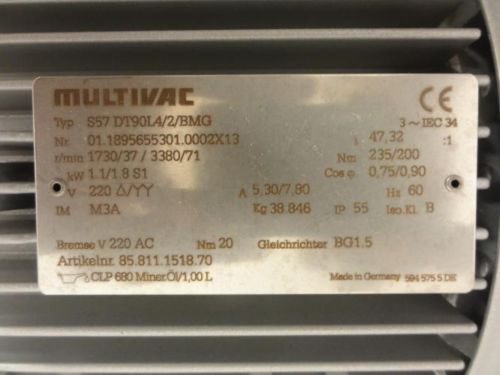 MULTIVAC CE
Typ S57 DT90L4/2/BMG 3~IEC 34
Nr. 01.1895655301.0002X13 i 47,32 :1
r/min 1730/37 / 3380/71 Nm 235/200
kW 1.1/1.8 S1 Cos φ 0,75/0,90
V 220 Δ/YY A 5,30/7,80 Hz 60
IM M3A Kg 38.846 IP 55 Iso.Kl. B
Bremse V 220 AC Nm 20 Gleichrichter BG1.5
Artikelnr. 85.811.1518.70
CLP 680 Miner.Öl/1,00 L Made in Germany 594 575 5 DE